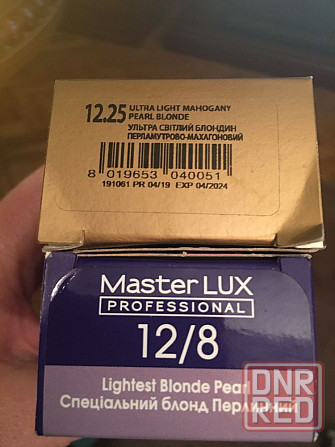 12.25 ULTRA LIGHT MAHOGANY
PEARL BLONDE
УЛЬТРА СВІТЛИЙ БЛОНДИН
ПЕРЛАМУТРОВО-МАХАГОНОВИЙ
8 019653 040051
191061 PR 04/19 EXP 04/2024
Master LUX
PROFESSIONAL
12/8
Lightest Blonde Pearl
Спеціальний блонд Перлинний
DNR
RED